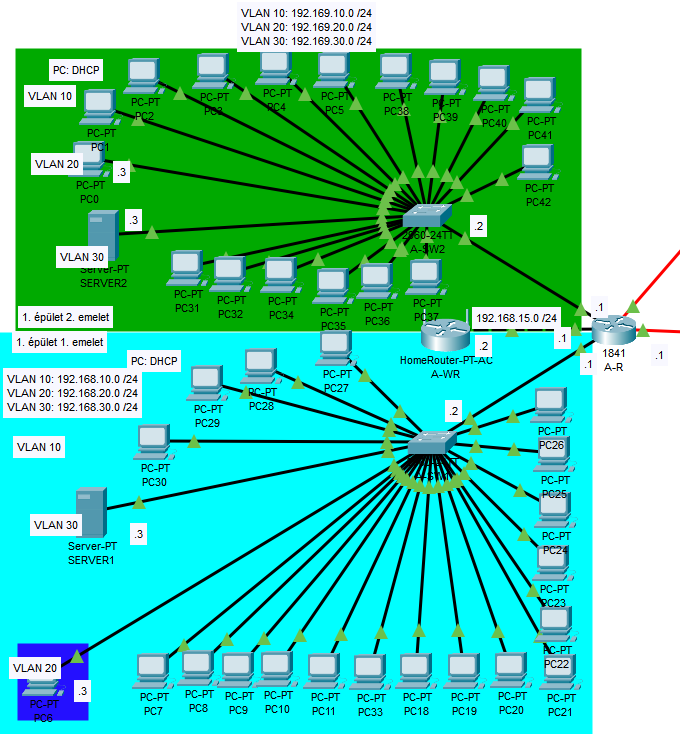 VLAN 10: 192.169.10.0 /24
VLAN 20: 192.169.20.0 /24
VLAN 30: 192.169.30.0 /24
PC: DHCP
VLAN 10
PC-PT
PC1
PC-PT
PC2
PC-PT
PC3
PC-PT
PC4
PC-PT
PC5
PC-PT
PC38
PC-PT
PC39
PC-PT
PC40
PC-PT
PC41
PC-PT
PC42
VLAN 20
PC-PT
PC0
.3
.3
VLAN 30
Server-PT
SERVER2
2960-24TT
A-SW2
.2
PC-PT
PC31
PC-PT
PC32
PC-PT
PC34
PC-PT
PC35
PC-PT
PC36
PC-PT
PC37
1. épület 2. emelet
192.168.15.0 /24
.1
.1
.1
.1
1841
A-R
HomeRouter-PT-AC
A-WR
.2
1. épület 1. emelet
PC: DHCP
VLAN 10: 192.168.10.0 /24
VLAN 20: 192.168.20.0 /24
VLAN 30: 192.168.30.0 /24
PC-PT
PC27
PC-PT
PC28
PC-PT
PC29
VLAN 10
PC-PT
PC30
.2
VLAN 30
Server-PT
SERVER1
.3
PC-PT
PC26
PC-PT
PC25
PC-PT
PC24
PC-PT
PC23
PC-PT
PC22
PC-PT
PC21
VLAN 20
PC-PT
PC6
.3
PC-PT
PC7
PC-PT
PC8
PC-PT
PC9
PC-PT
PC10
PC-PT
PC11
PC-PT
PC33
PC-PT
PC18
PC-PT
PC19
PC-PT
PC20